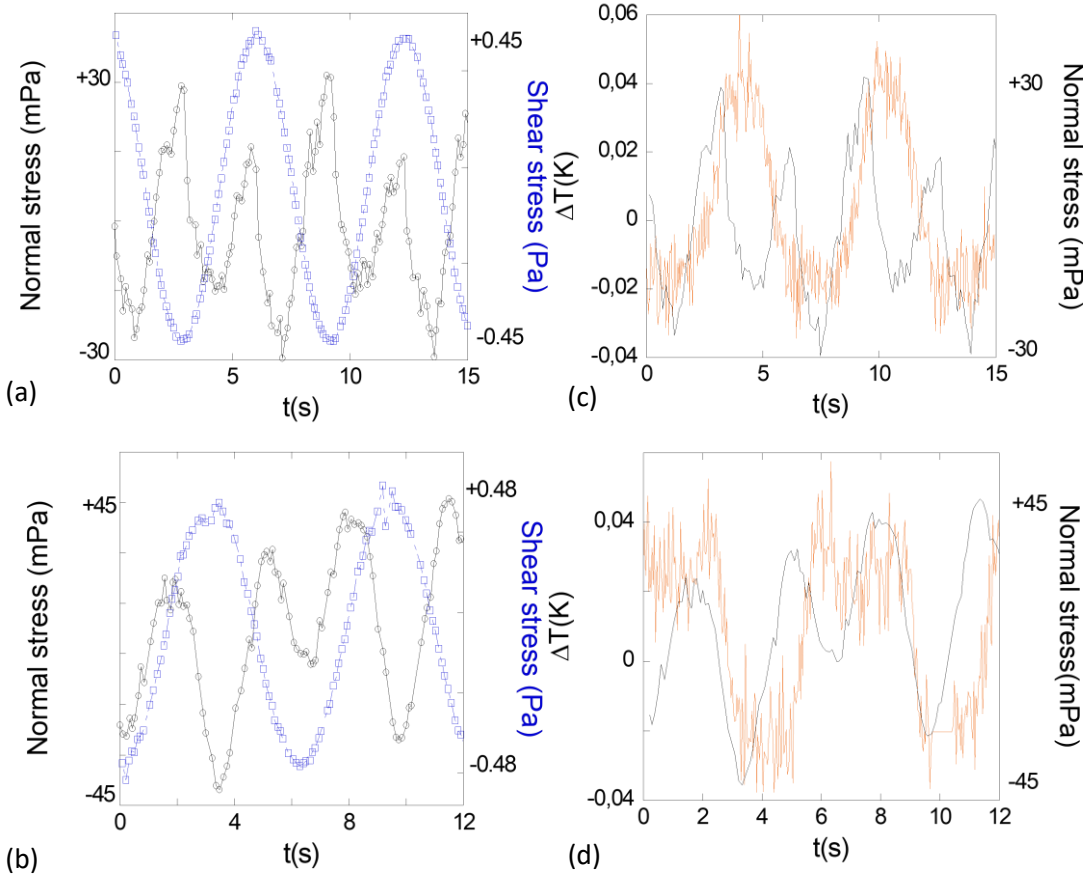 Normal stress (mPa)
+30
-30
+0.45
-0.45
Shear stress (Pa)
0
5
10
15
t(s)
(a)
ΔT(K)
0,06
0,04
0,02
0
-0,02
-0,04
+30
-30
Normal stress (mPa)
0
5
10
15
t(s)
(c)
Normal stress (mPa)
+45
-45
+0.48
-0.48
Shear stress (Pa)
0
4
8
12
t(s)
(b)
ΔT(K)
0,04
0
-0,04
+45
-45
Normal stress(mPa)
0
2
4
6
8
10
12
t(s)
(d)